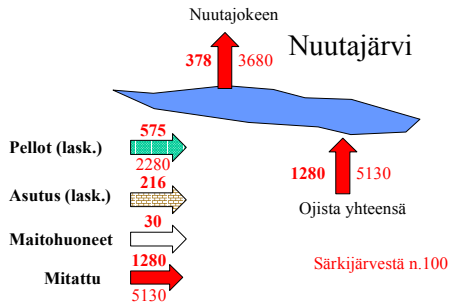 Nuutajokeen
Nuutajärvi
378 3680
575
Pellot (lask.)
2280
216
Asutus (lask.)
30
Maitohuoneet
1280
Mitattu
5130
1280 5130
Ojista yhteensä
Särkijärvestä n.100